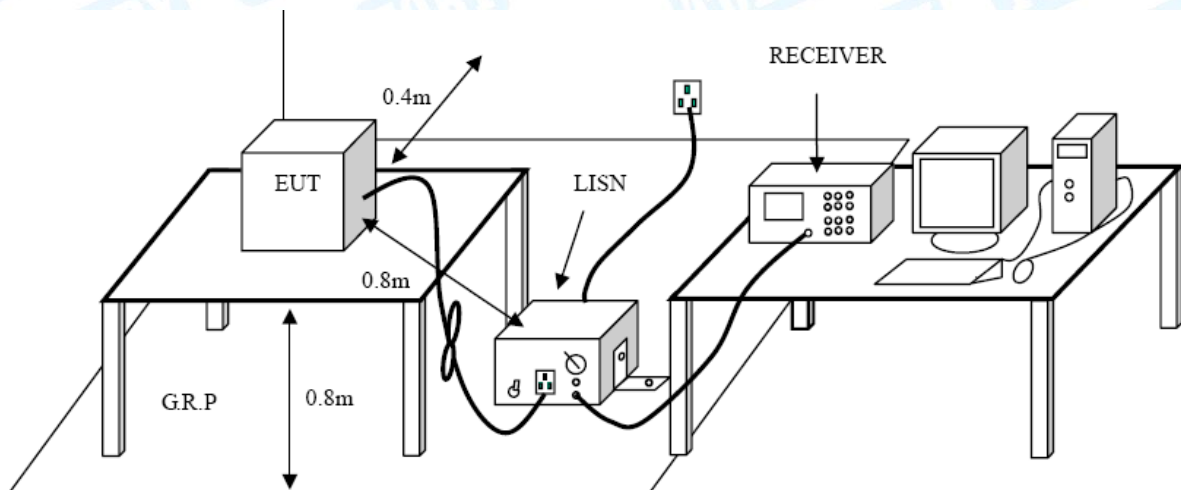 RECEIVER
0.4m
EUT
LISN
0.8m
G.R.P
0.8m